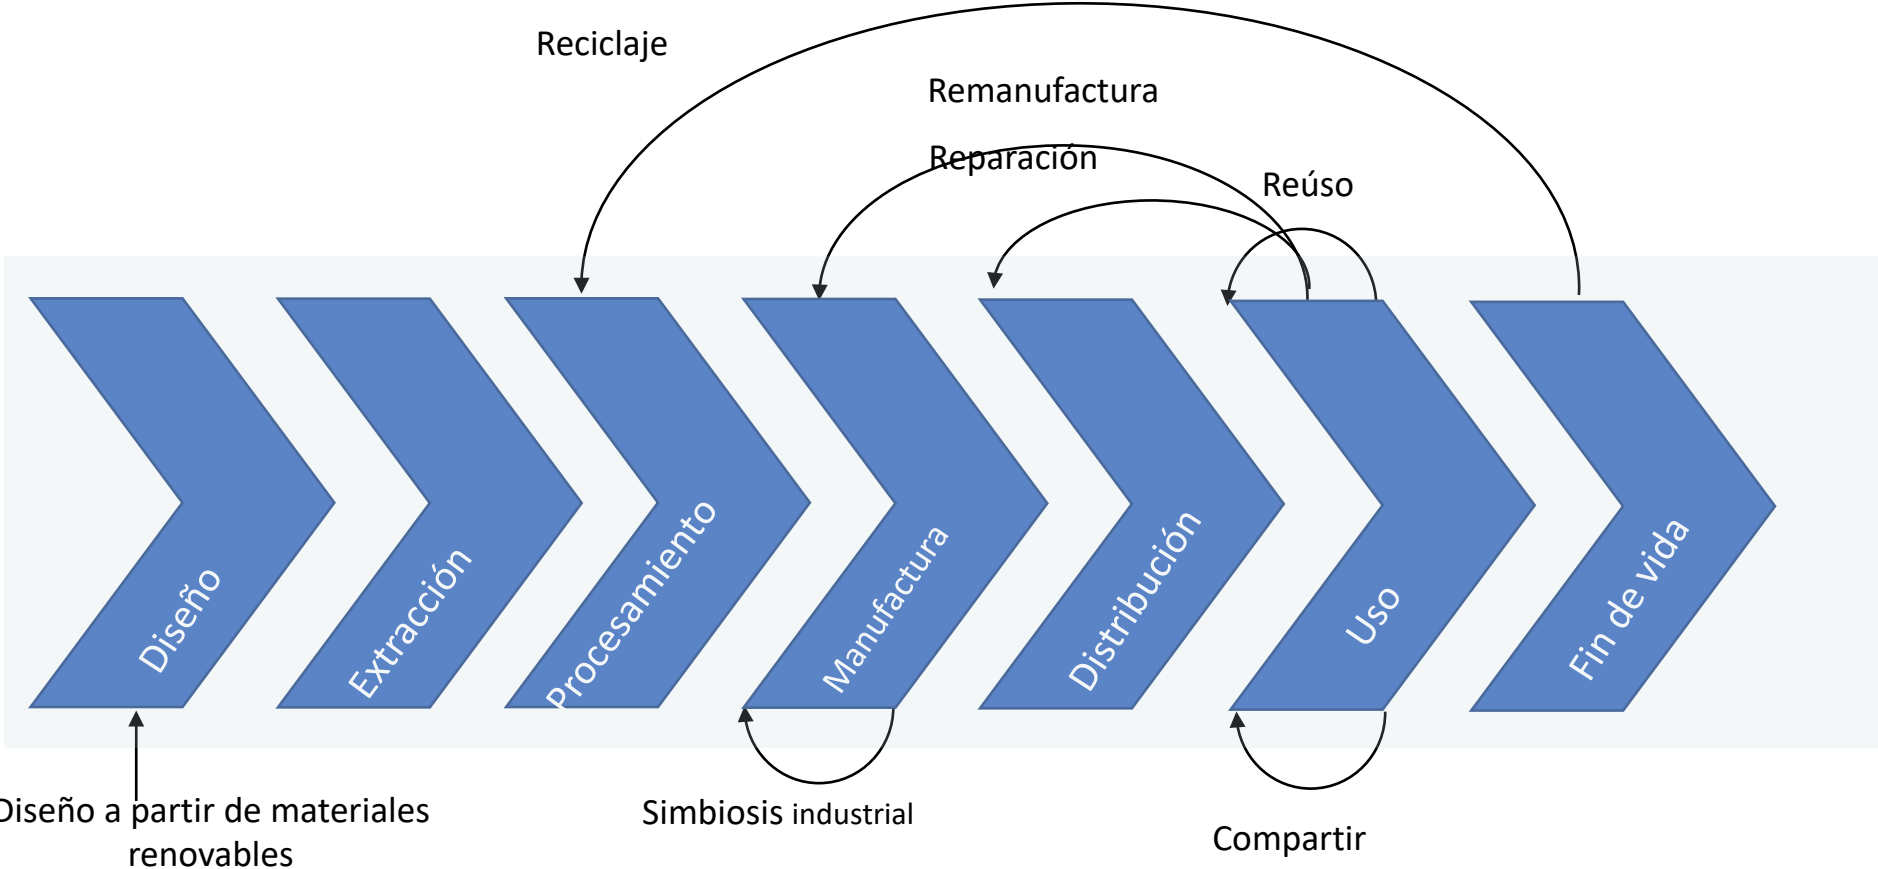 Reciclaje
Remanufactura
Reparación
Reúso
Diseño
Extracción
Procesamiento
Manufactura
Distribución
Uso
Fin de vida
Diseño a partir de materiales
renovables
Simbiosis industrial
Compartir